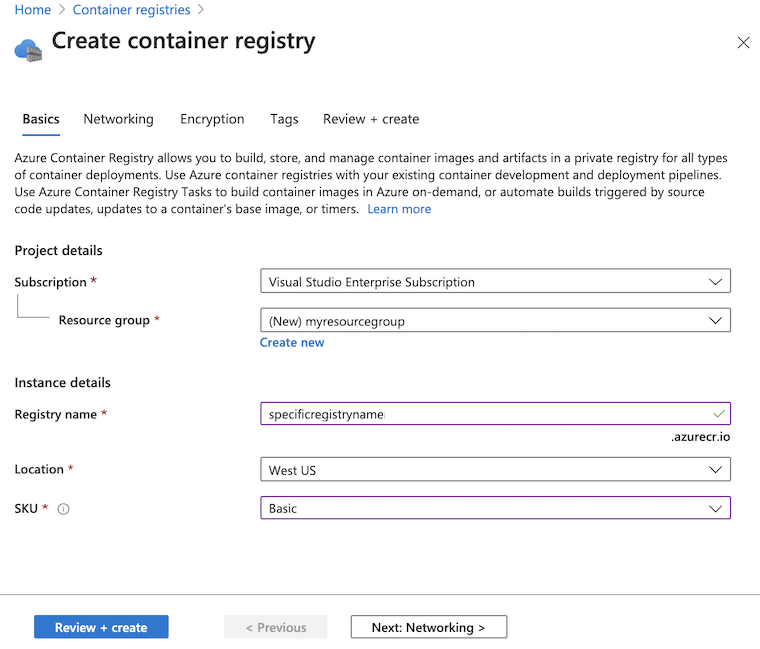 Home > Container registries >
Create container registry
Basics Networking Encryption Tags Review + create
Azure Container Registry allows you to build, store, and manage container images and artifacts in a private registry for all types
of container deployments. Use Azure container registries with your existing container development and deployment pipelines.
Use Azure Container Registry Tasks to build container images in Azure on-demand, or automate builds triggered by source
code updates, updates to a container's base image, or timers. Learn more
Project details
Subscription * Visual Studio Enterprise Subscription
Resource group * (New) myresourcegroup
Create new
Instance details
Registry name * specificregistryname
.azurecr.io
Location * West US
SKU * Basic
Review + create < Previous Next: Networking >